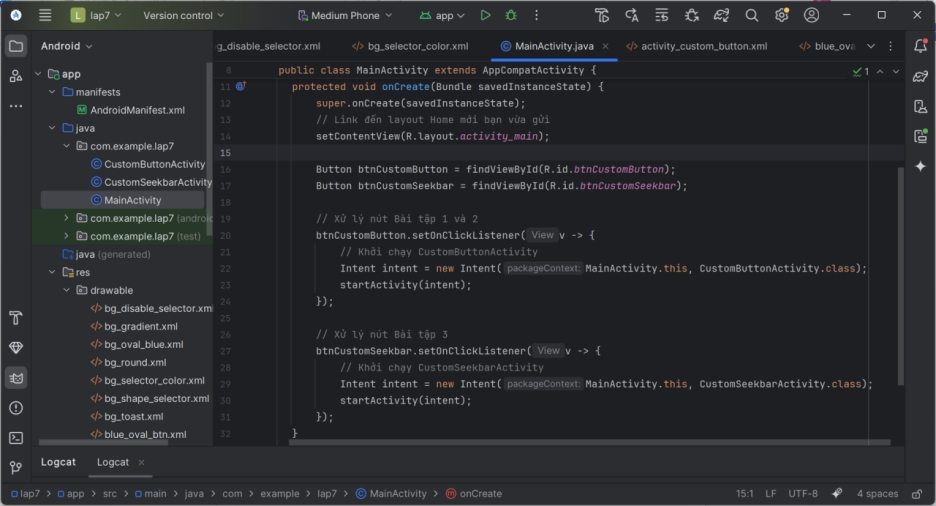 L lap7 Version control Medium Phone app
Android
g_disable_selector.xml bg_selector_color.xml MainActivity.java activity_custom_button.xml blue_ova
app
manifests
AndroidManifest.xml
java
com.example.lap7
CustomButtonActivity
CustomSeekbarActivity
MainActivity
com.example.lap7 (android
com.example.lap7 (test)
java (generated)
res
drawable
bg_disable_selector.xml
bg_gradient.xml
bg_oval_blue.xml
bg_round.xml
bg_selector_color.xml
bg_shape_selector.xml
bg_toast.xml
blue_oval_btn.xml
8 public class MainActivity extends AppCompatActivity { 1
11 protected void onCreate(Bundle savedInstanceState) {
12 super.onCreate(savedInstanceState);
13 // Link đến layout Home mới bạn vừa gửi
14 setContentView(R.layout.activity_main);
15
16 Button btnCustomButton = findViewById(R.id.btnCustomButton);
17 Button btnCustomSeekbar = findViewById(R.id.btnCustomSeekbar);
18
19 // Xử lý nút Bài tập 1 và 2
20 btnCustomButton.setOnClickListener( View v -> {
21 // Khởi chạy CustomButtonActivity
22 Intent intent = new Intent( packageContext: MainActivity.this, CustomButtonActivity.class);
23 startActivity(intent);
24 });
25
26 // Xử lý nút Bài tập 3
27 btnCustomSeekbar.setOnClickListener( View v -> {
28 // Khởi chạy CustomSeekbarActivity
29 Intent intent = new Intent( packageContext: MainActivity.this, CustomSeekbarActivity.class);
30 startActivity(intent);
31 });
32 }
Logcat Logcat
lap7 > app > src > main > java > com > example > lap7 > MainActivity > onCreate 15:1 LF UTF-8 4 spaces